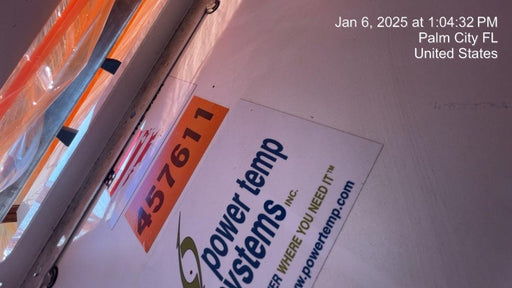 Jan 6, 2025 at 1:04:32 PM
Palm City FL
United States
457611
power temp
systems INC.
WHERE YOU NEED IT™
www.powertemp.com